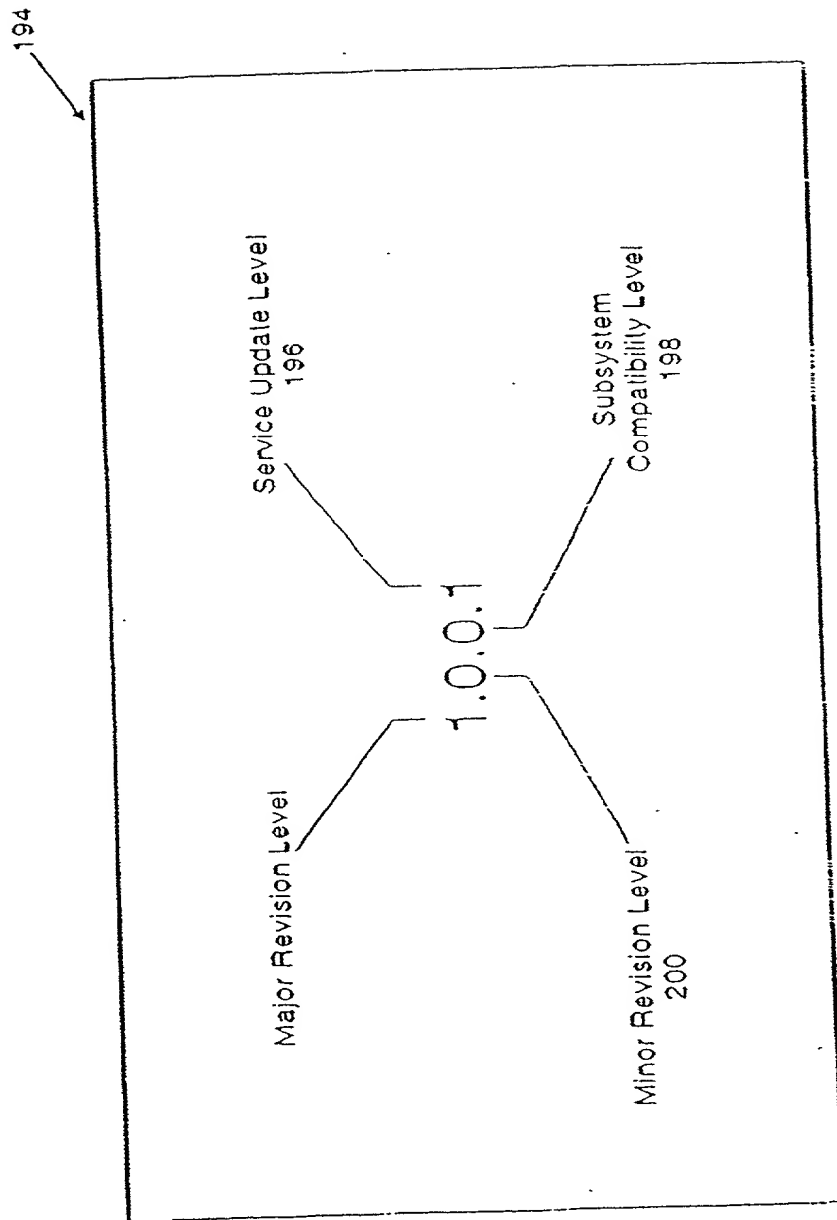 194
Major Revision Level
Service Update Level
196
1.0.0.1
Minor Revision Level
200
Subsystem
Compatibility Level
198